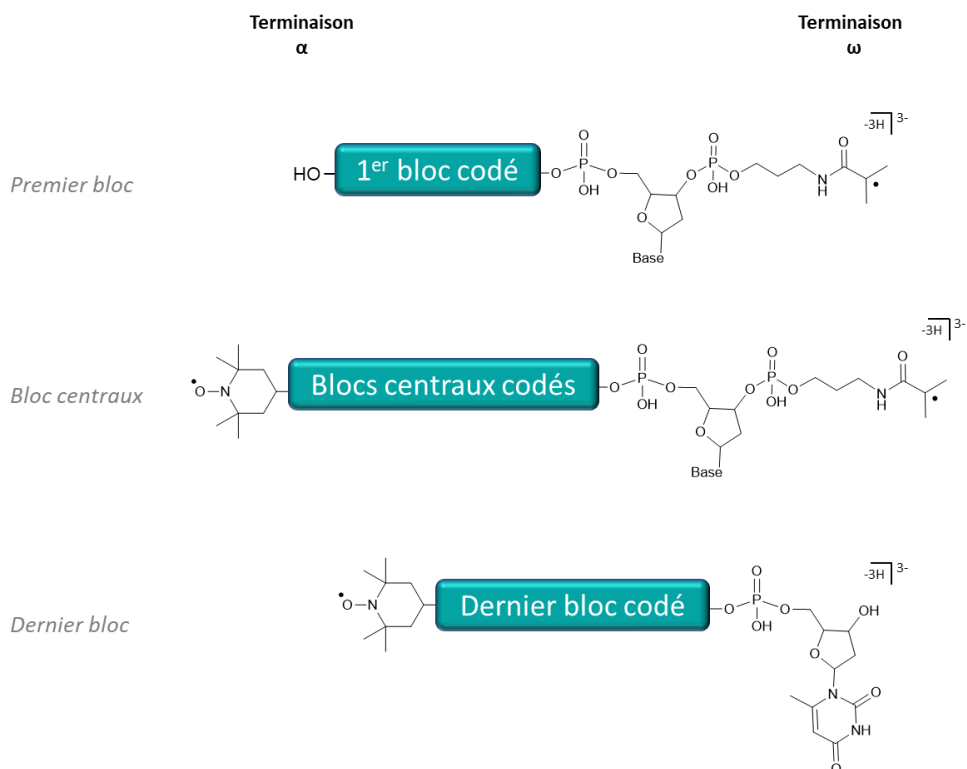 Terminaison
α
Terminaison
ω
Premier bloc
HO
1er bloc codé
O
O
P
OH
O
O
O
O
P
OH
O
O
N
H
-3H
3-
Base
Bloc centraux
O
N
Blocs centraux codés
O
O
P
OH
O
O
O
O
P
OH
O
O
N
H
-3H
3-
Base
Dernier bloc
O
N
Dernier bloc codé
O
O
P
OH
O
OH
O
-3H
3-
N
O
NH
O